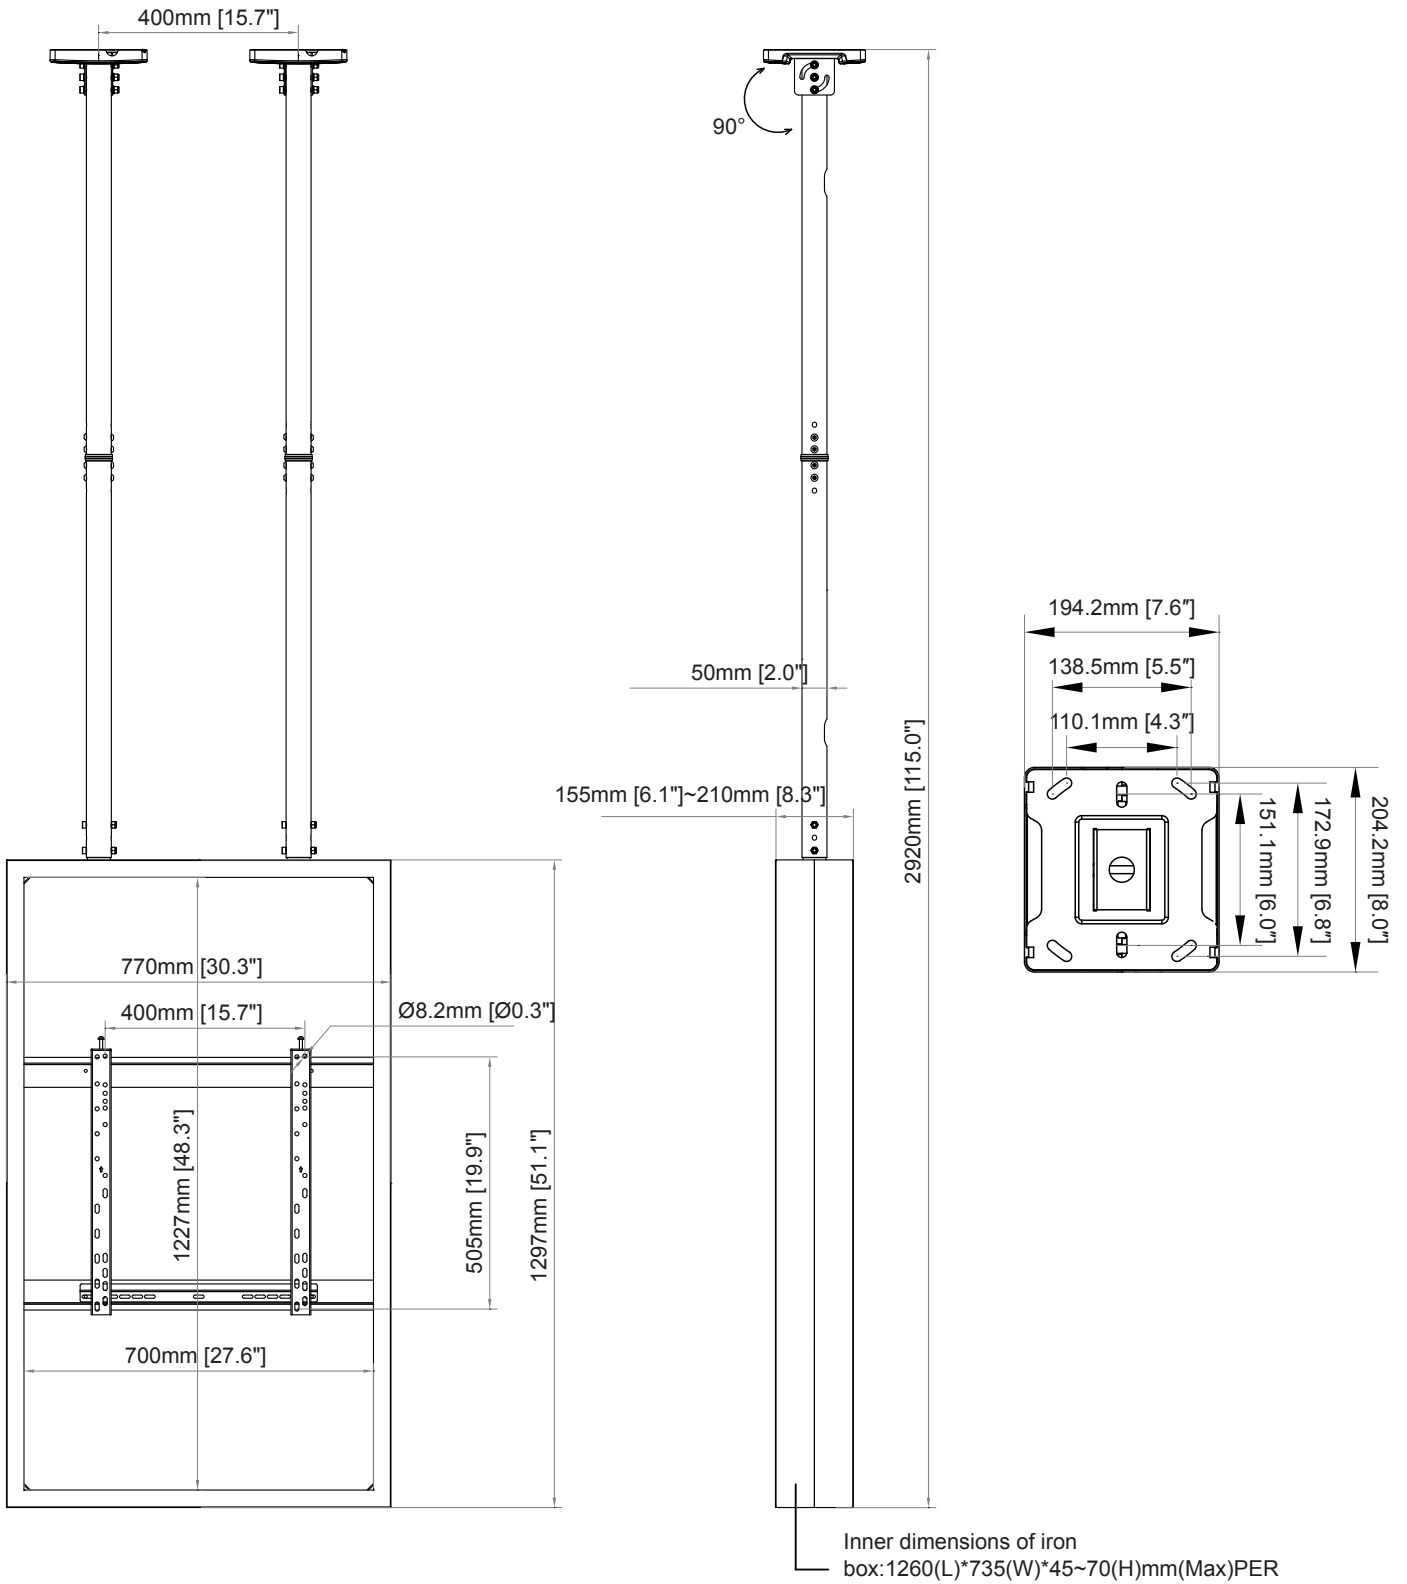 400mm [15.7"]
90°
194.2mm [7.6"]
138.5mm [5.5"]
110.1mm [4.3"]
50mm [2.0"]
155mm [6.1"]~210mm [8.3"]
2920mm [115.0"]
151.1mm [6.0"]
172.9mm [6.8"]
204.2mm [8.0"]
770mm [30.3"]
400mm [15.7"]
Ø8.2mm [Ø0.3"]
1227mm [48.3"]
505mm [19.9"]
1297mm [51.1"]
700mm [27.6"]
Inner dimensions of iron
box:1260(L)*735(W)*45~70(H)mm(Max)PER